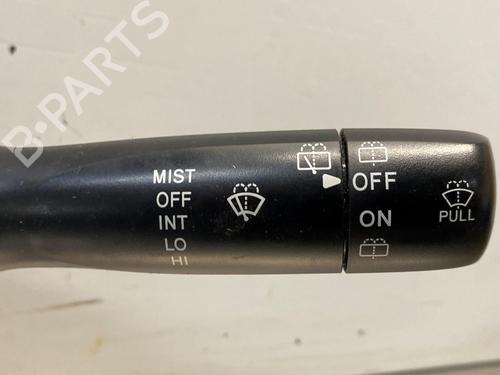 B-PARTS
MIST
OFF
INT
LO
HI
OFF
ON
PULL